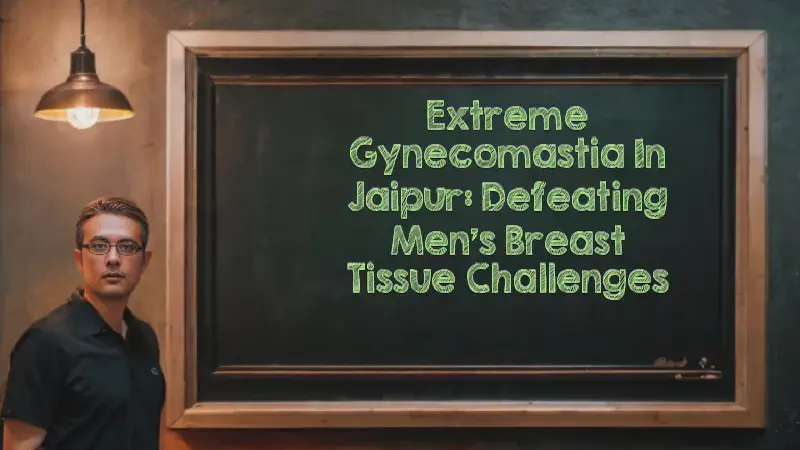 Extreme
Gynecomastia In
Jaipur: Defeating
Men's Breast
Tissue Challenges